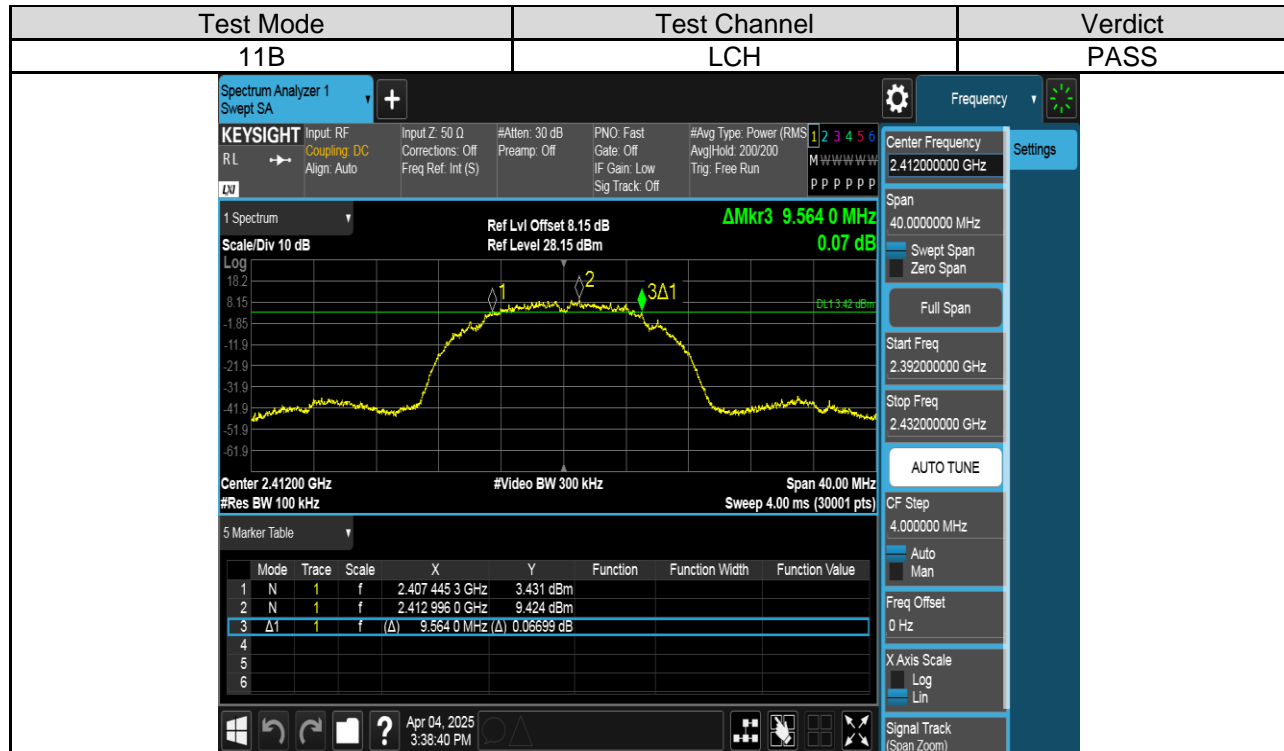 Test Mode Test Channel Verdict
11B LCH PASS
Spectrum Analyzer 1
Swept SA
+
Frequency
KEYSIGHT
RL
LXI
Input: RF
Coupling: DC
Align: Auto
Input Z: 50 Ω
Corrections: Off
Freq Ref: Int (S)
#Atten: 30 dB
Preamp: Off
PNO: Fast
Gate: Off
IF Gain: Low
Sig Track: Off
#Avg Type: Power (RMS
Avg|Hold: 200/200
Trig: Free Run
1 2 3 4 5 6
M W W W W W
P P P P P P
1 Spectrum
Scale/Div 10 dB
Ref Lvl Offset 8.15 dB
Ref Level 28.15 dBm
ΔMkr3 9.564 0 MHz
0.07 dB
Log
18.2
8.15
-1.85
-11.9
-21.9
-31.9
-41.9
-51.9
-61.9
1
2
3Δ1
DL1 3.42 dBm
Center 2.41200 GHz #Video BW 300 kHz Span 40.00 MHz
#Res BW 100 kHz Sweep 4.00 ms (30001 pts)
5 Marker Table
Mode Trace Scale X Y Function Function Width Function Value
1 N 1 f 2.407 445 3 GHz 3.431 dBm
2 N 1 f 2.412 996 0 GHz 9.424 dBm
3 Δ1 1 f (Δ) 9.564 0 MHz (Δ) 0.06699 dB
4
5
6
?
Apr 04, 2025
3:38:40 PM
Settings
Center Frequency
2.412000000 GHz
Span
40.0000000 MHz
Swept Span
Zero Span
Full Span
Start Freq
2.392000000 GHz
Stop Freq
2.432000000 GHz
AUTO TUNE
CF Step
4.000000 MHz
Auto
Man
Freq Offset
0 Hz
X Axis Scale
Log
Lin
Signal Track
(Span Zoom)